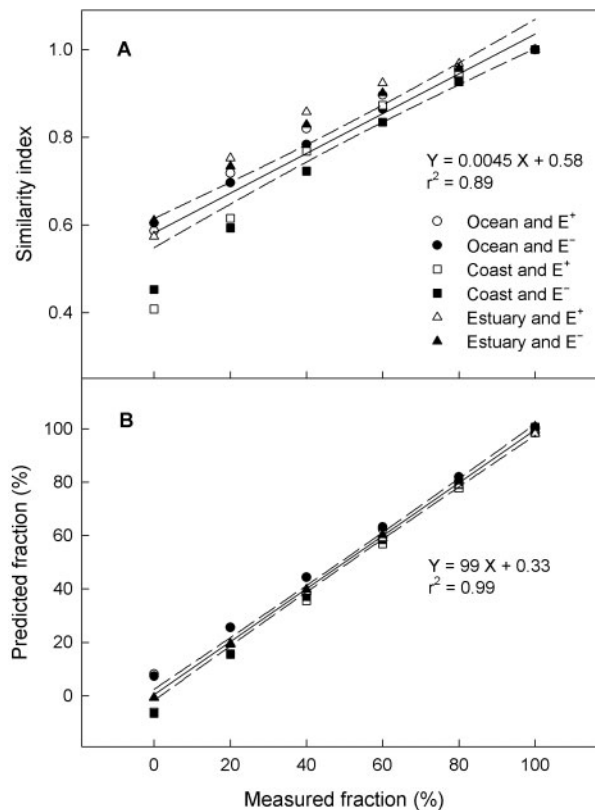 A
1.0
0.8
0.6
0.4
Similarity index
Y = 0.0045 X + 0.58
r² = 0.89
Ocean and E⁺
Ocean and E⁻
Coast and E⁺
Coast and E⁻
Estuary and E⁺
Estuary and E⁻
B
100
80
60
40
20
0
Predicted fraction (%)
Y = 99 X + 0.33
r² = 0.99
0 20 40 60 80 100
Measured fraction (%)